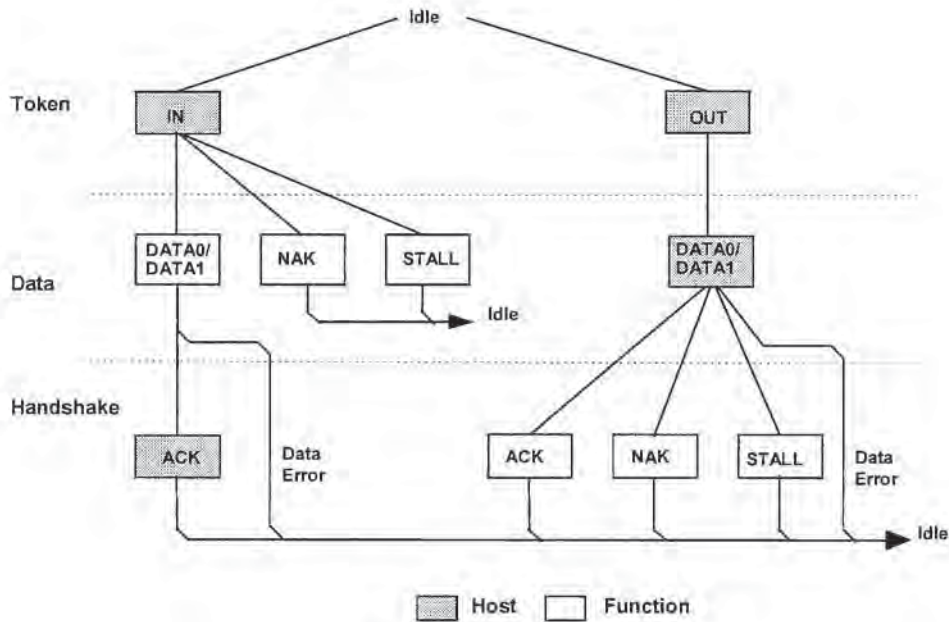 Idle
Token
IN
OUT
DATA0/
DATA1
NAK
STALL
DATA0/
DATA1
Data
Idle
Handshake
ACK
Data
Error
ACK
NAK
STALL
Data
Error
Idle
Host
Function